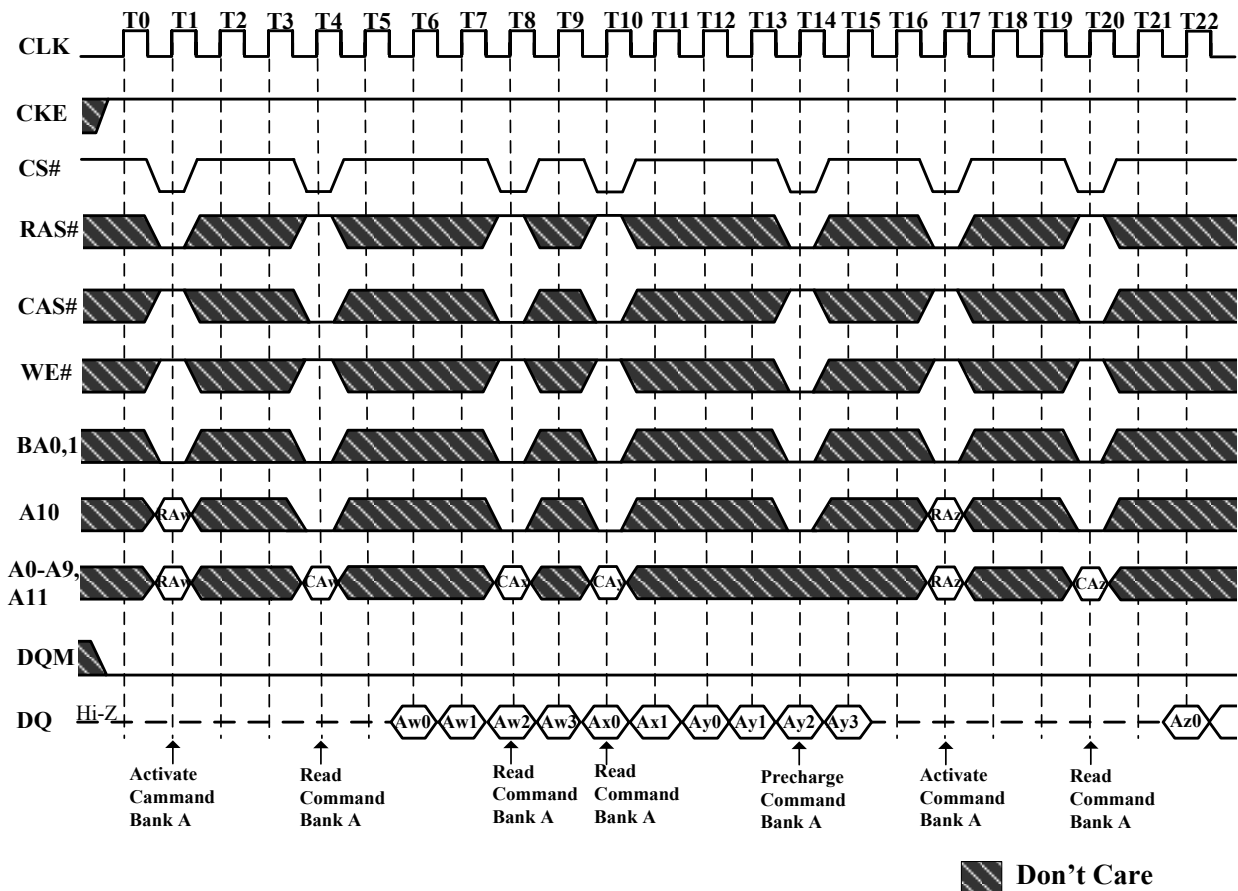 T0 T1 T2 T3 T4 T5 T6 T7 T8 T9 T10 T11 T12 T13 T14 T15 T16 T17 T18 T19 T20 T21 T22
CLK
CKE
CS#
RAS#
CAS#
WE#
BA0,1
A10 RAw RAz
A0-A9,
A11
RAw CAw CAx CAy RAz CAz
DQM
DQ Hi-Z Aw0 Aw1 Aw2 Aw3 Ax0 Ax1 Ay0 Ay1 Ay2 Ay3 Az0
Activate
Cammand
Bank A
Read
Command
Bank A
Read
Command
Bank A
Read
Command
Bank A
Precharge
Command
Bank A
Activate
Command
Bank A
Read
Command
Bank A
Don't Care